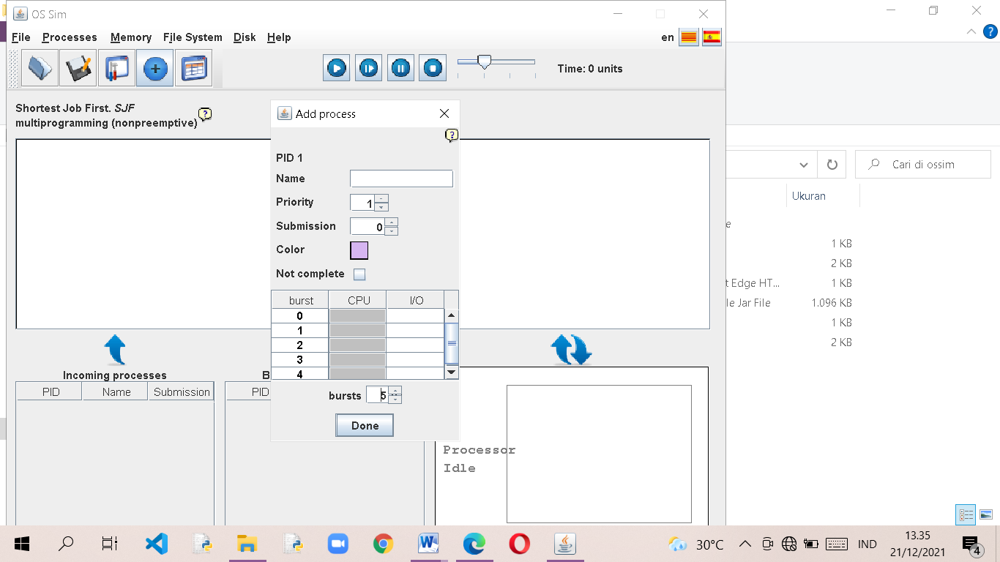 OS Sim
File Processes Memory File System Disk Help
en
Time: 0 units
Shortest Job First. SJF
multiprogramming (nonpreemptive)
?
Add process
?
PID 1
Name
Priority 1
Submission 0
Color
Not complete
burst CPU I/O
0
1
2
3
4
bursts 5
Done
Incoming processes
PID Name Submission
B
PID
Processor
Idle
?
Cari di ossim
Ukuran
e
1 KB
2 KB
t Edge HT... 1 KB
le Jar File 1.096 KB
1 KB
2 KB
30°C
IND
13.35
21/12/2021
4